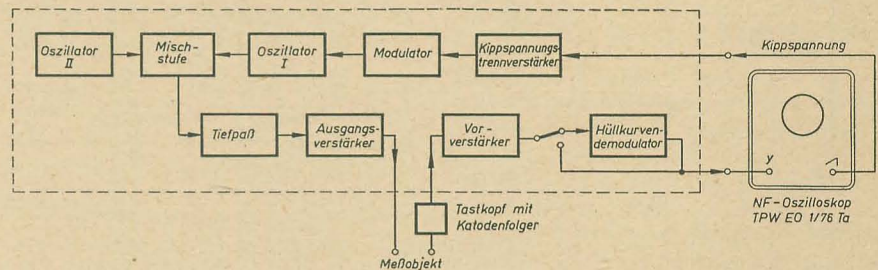 Oszillator
II
Misch-
stufe
Oszillator
I
Modulator
Kippspannungs-
trennverstärker
Kippspannung
Tiefpaß
Ausgangs-
verstärker
Vor-
verstärker
Hüllkurven-
demodulator
y
Tastkopf mit
Katodenfolger
NF-Oszilloskop
TPW EO 1/76 Ta
Meßobjekt